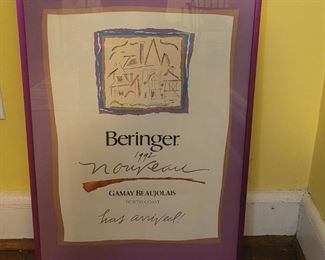 Beringer.
1992
nouveau
GAMAY BEAUJOLAIS
NORTH COAST
has arrived!